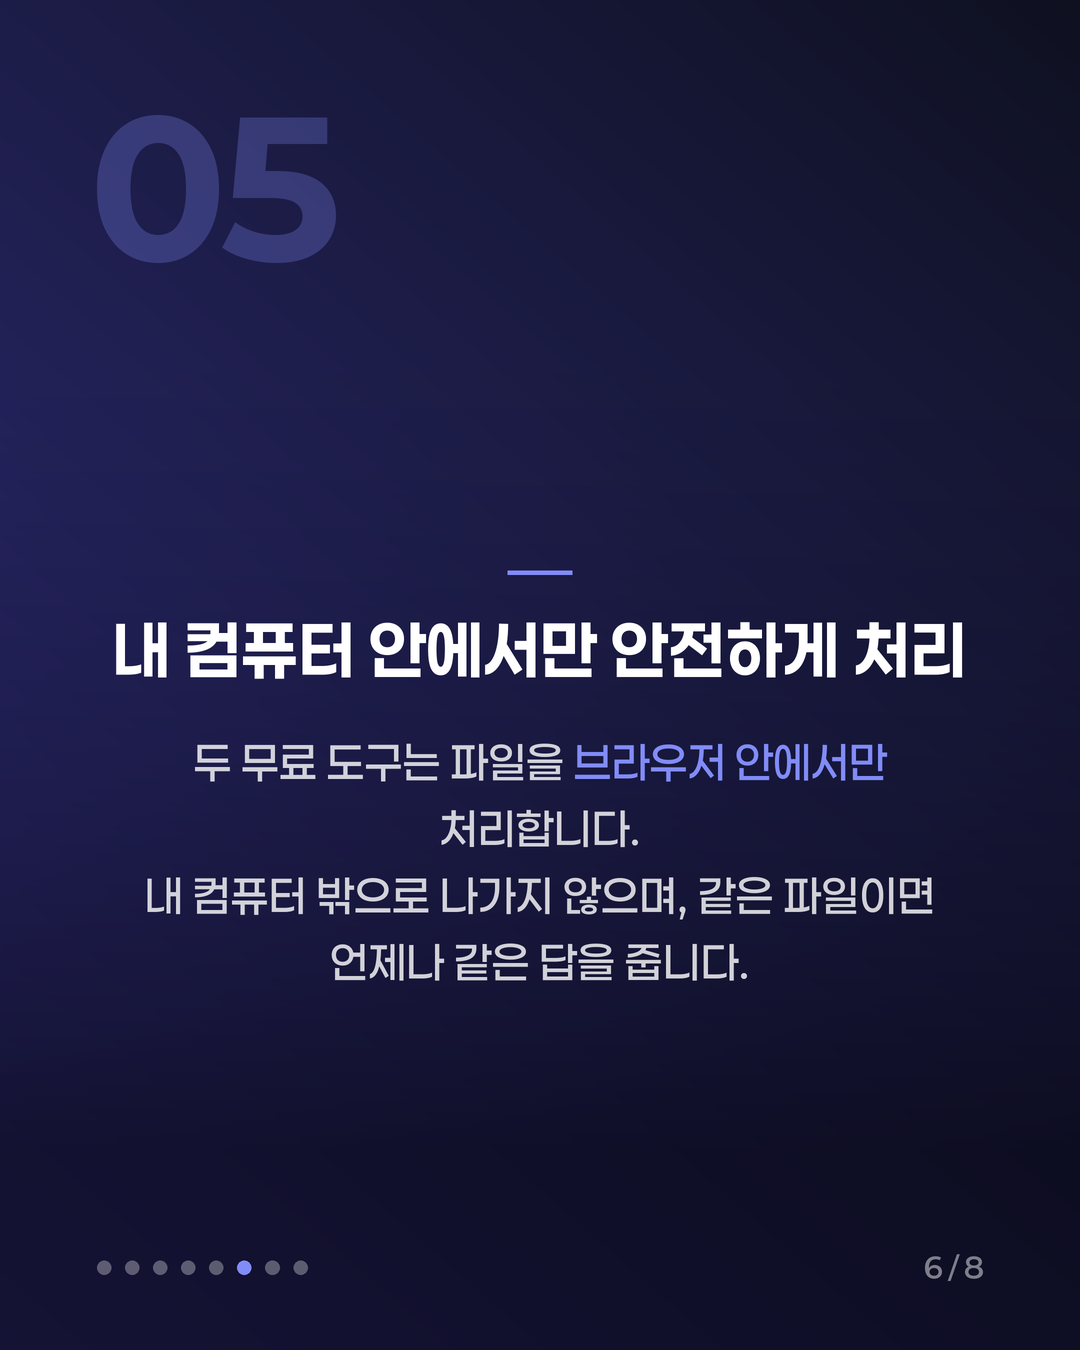 05
내 컴퓨터 안에서만 안전하게 처리
두 무료 도구는 파일을 브라우저 안에서만
처리합니다.
내 컴퓨터 밖으로 나가지 않으며, 같은 파일이면
언제나 같은 답을 줍니다.
6/8